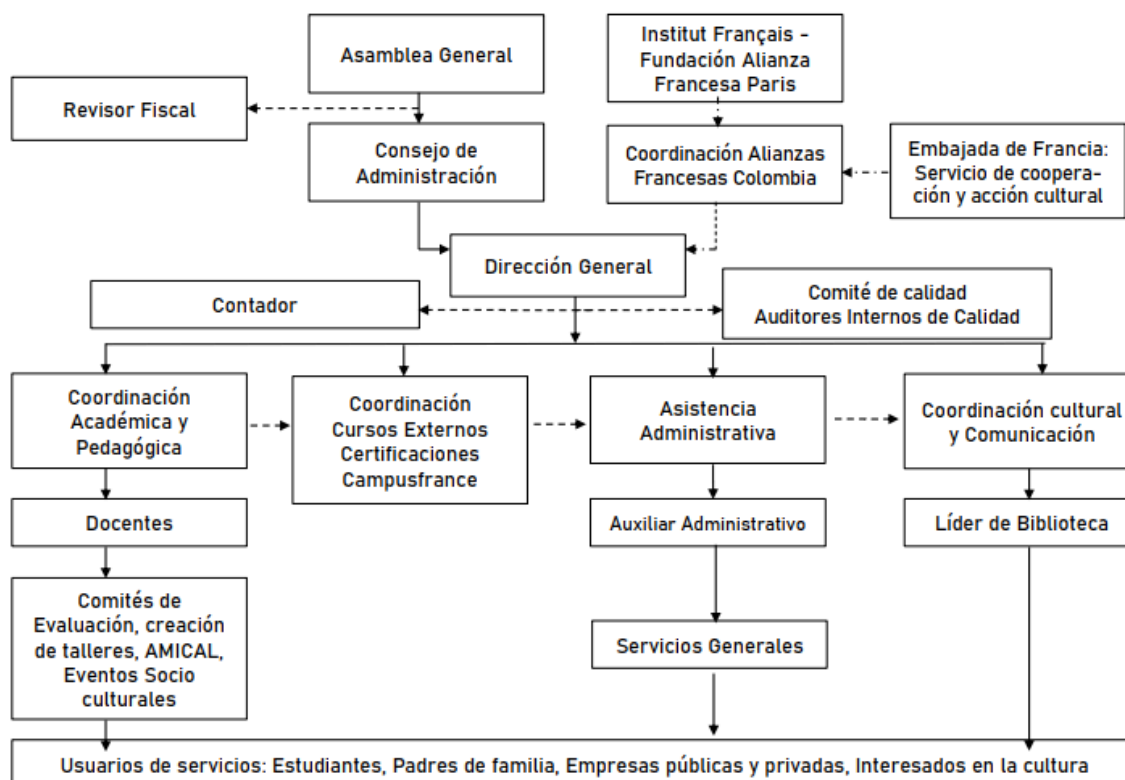 Asamblea General
Institut Français -
Fundación Alianza
Francesa Paris
Revisor Fiscal
Consejo de
Administración
Coordinación Alianzas
Francesas Colombia
Embajada de Francia:
Servicio de coopera-
ción y acción cultural
Dirección General
Contador
Comité de calidad
Auditores Internos de Calidad
Coordinación
Académica y
Pedagógica
Coordinación
Cursos Externos
Certificaciones
Campusfrance
Asistencia
Administrativa
Coordinación cultural
y Comunicación
Docentes
Auxiliar Administrativo
Líder de Biblioteca
Comités de
Evaluación, creación
de talleres, AMICAL,
Eventos Socio
culturales
Servicios Generales
Usuarios de servicios: Estudiantes, Padres de familia, Empresas públicas y privadas, Interesados en la cultura